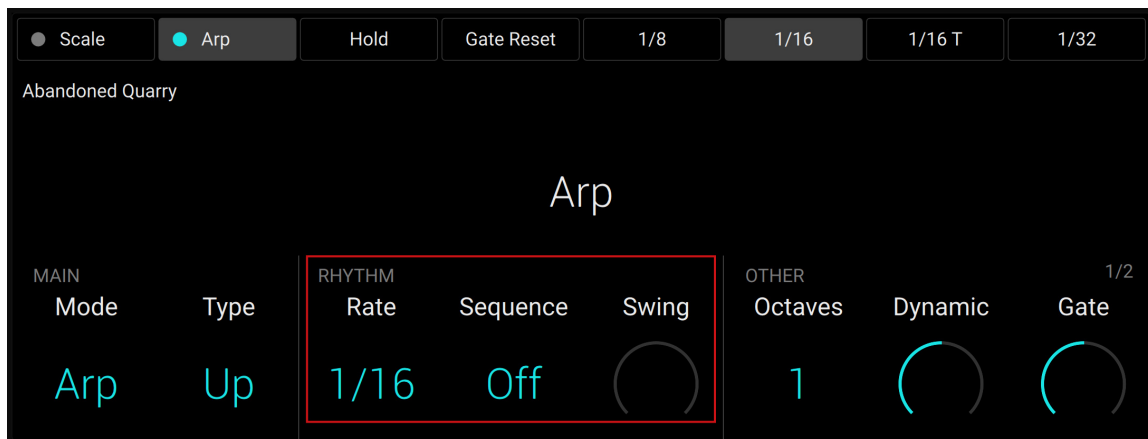 Scale Arp Hold Gate Reset 1/8 1/16 1/16 T 1/32
Abandoned Quarry
Arp
MAIN RHYTHM OTHER 1/2
Mode Type Rate Sequence Swing Octaves Dynamic Gate
Arp Up 1/16 Off 1